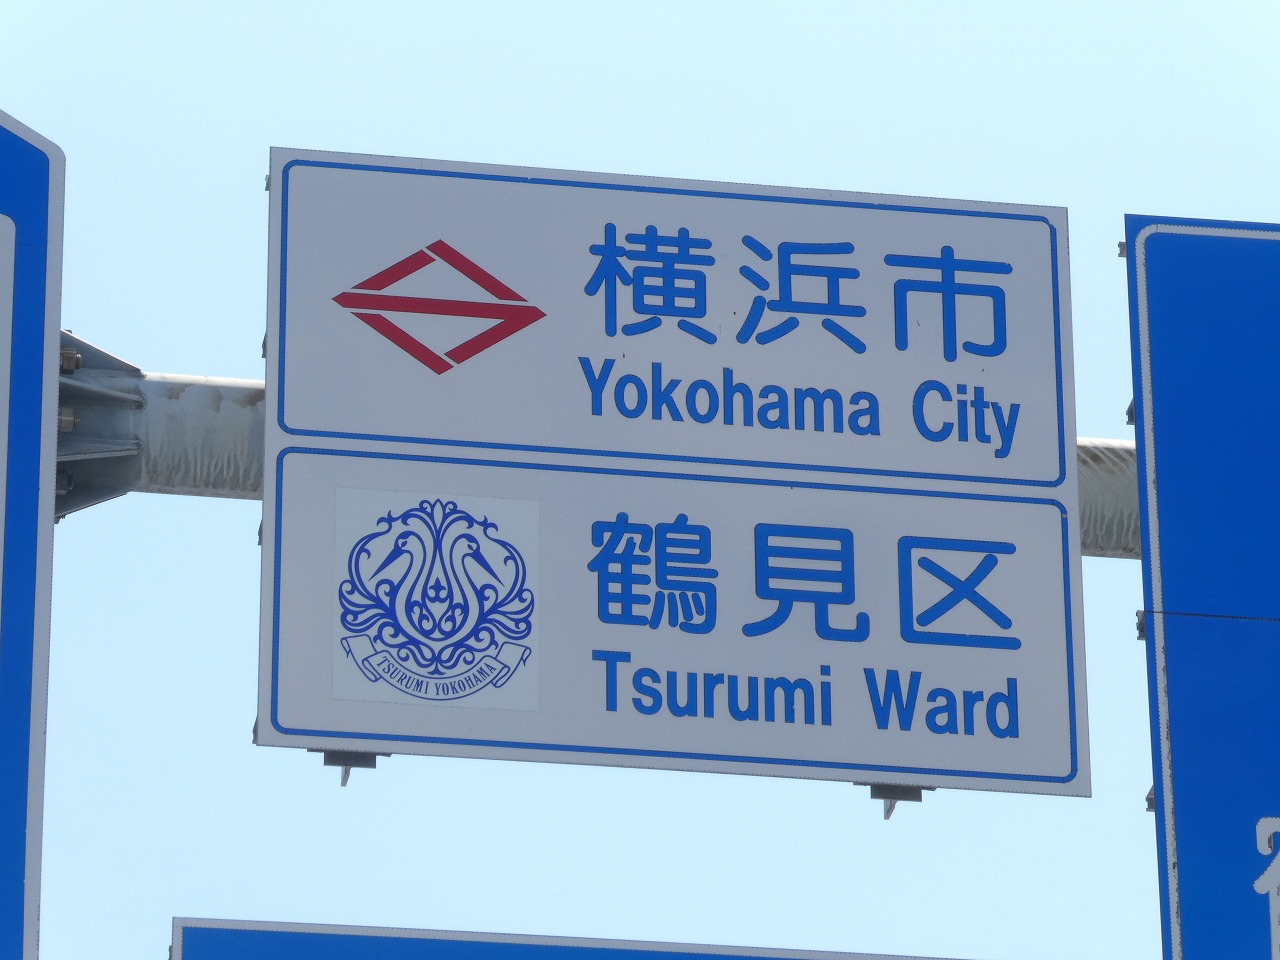 横浜市
Yokohama City
鶴見区
TSURUMI YOKOHAMA
Tsurumi Ward